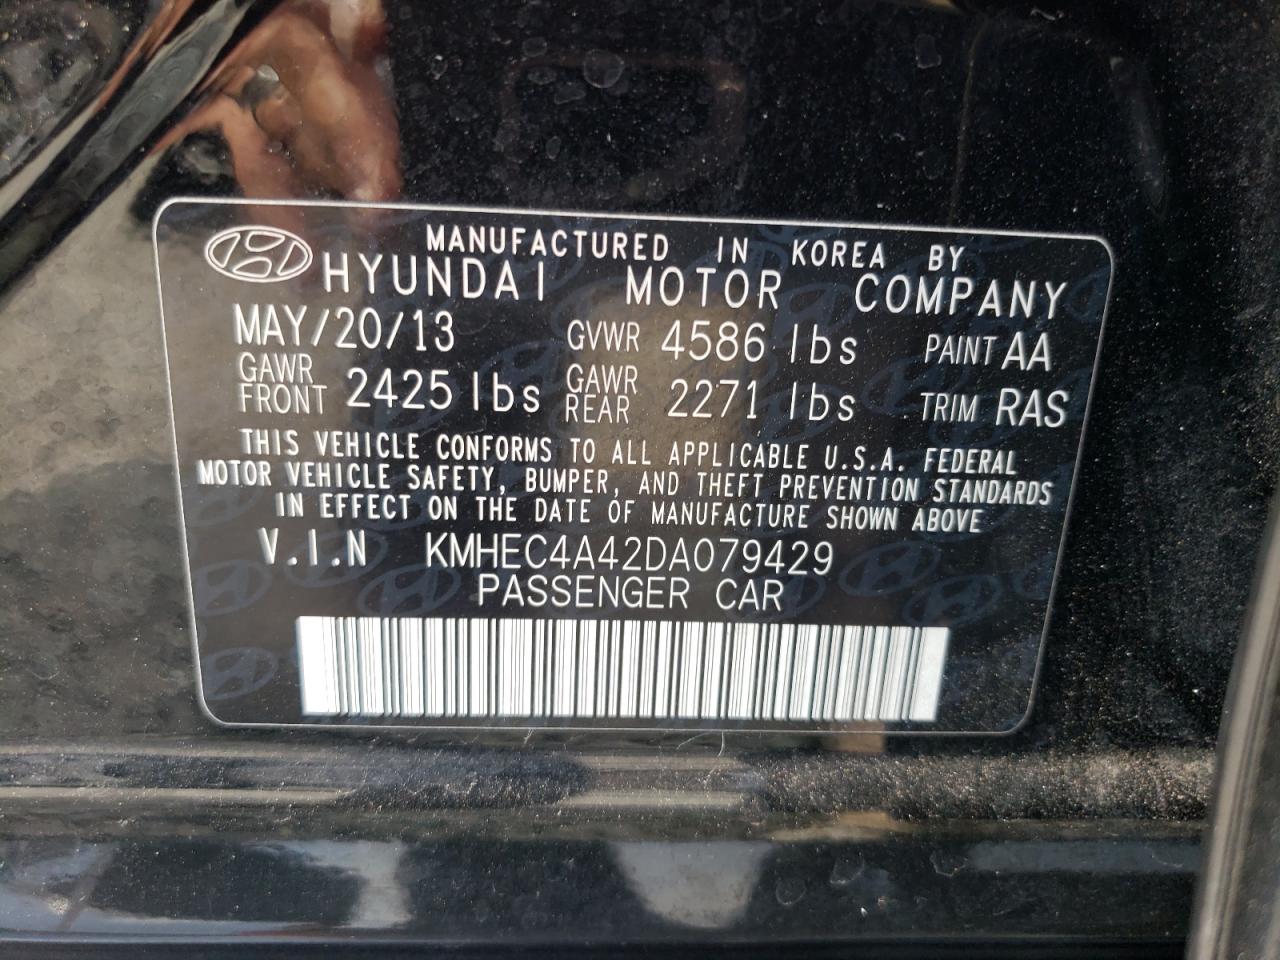 MANUFACTURED IN KOREA BY
HYUNDAI MOTOR COMPANY
MAY/20/13 GVWR 4586 lbs PAINT AA
GAWR FRONT 2425 lbs GAWR REAR 2271 lbs TRIM RAS
THIS VEHICLE CONFORMS TO ALL APPLICABLE U.S.A. FEDERAL
MOTOR VEHICLE SAFETY, BUMPER, AND THEFT PREVENTION STANDARDS
IN EFFECT ON THE DATE OF MANUFACTURE SHOWN ABOVE
V.I.N KMHEC4A42DA079429
PASSENGER CAR